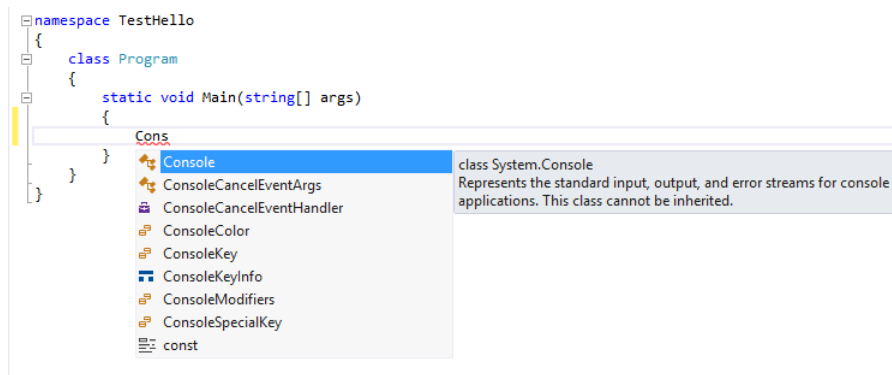 namespace TestHello
{
class Program
{
static void Main(string[] args)
{
Cons
}
}
}
Console
ConsoleCancelEventArgs
ConsoleCancelEventHandler
ConsoleColor
ConsoleKey
ConsoleKeyInfo
ConsoleModifiers
ConsoleSpecialKey
const
class System.Console
Represents the standard input, output, and error streams for console
applications. This class cannot be inherited.